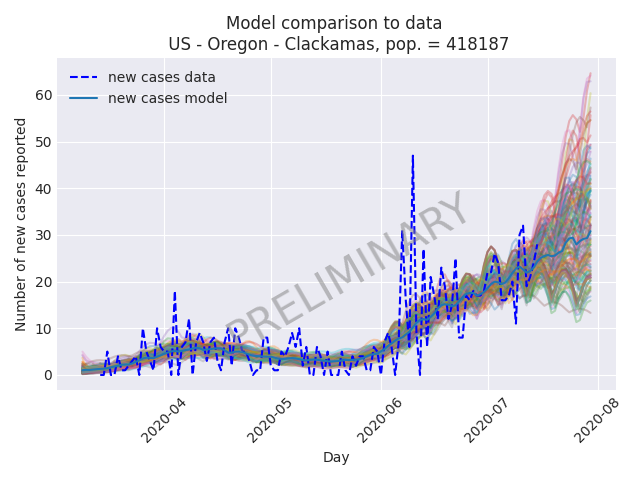 Model comparison to data
US - Oregon - Clackamas, pop. = 418187
new cases data
new cases model
PRELIMINARY
Number of new cases reported
60
50
40
30
20
10
0
2020-04
2020-05
2020-06
2020-07
2020-08
Day